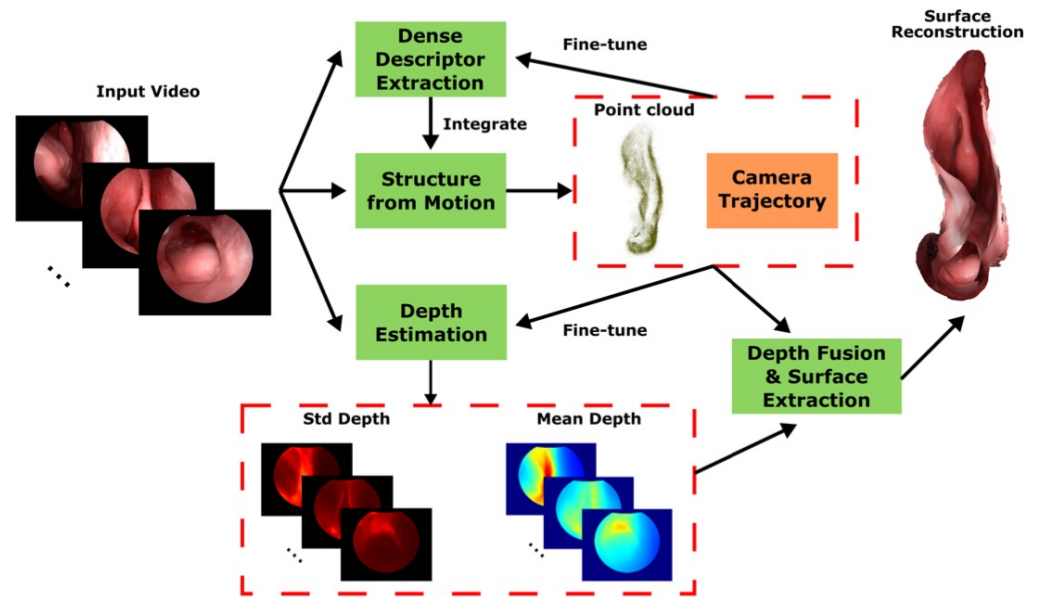 Input Video
Dense
Descriptor
Extraction
Fine-tune
Integrate
Structure
from Motion
Point cloud
Camera
Trajectory
Surface
Reconstruction
Depth
Estimation
Fine-tune
Depth Fusion
& Surface
Extraction
Std Depth
Mean Depth